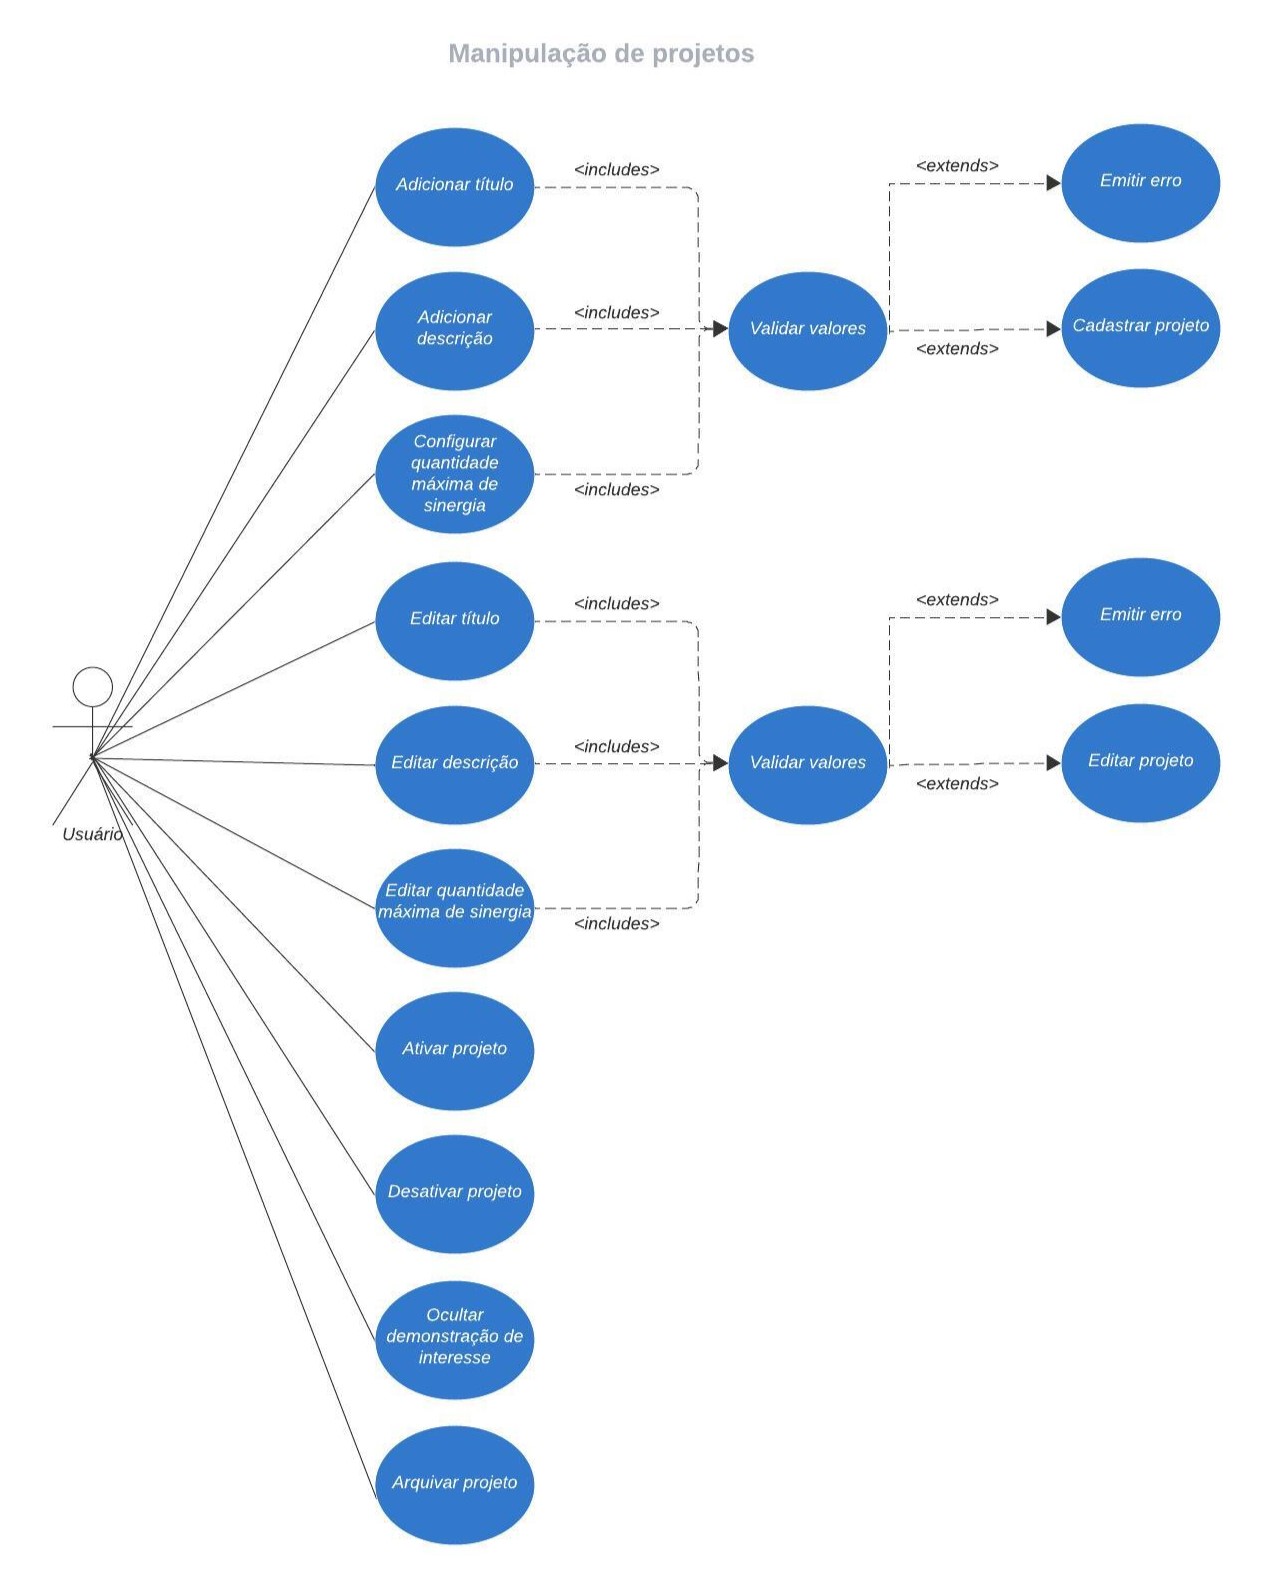 Manipulação de projetos
Adicionar título
<includes>
<extends>
Emitir erro
Adicionar
descrição
<includes>
Validar valores
<extends>
Cadastrar projeto
Configurar
quantidade
máxima de
sinergia
<includes>
Editar título
<includes>
<extends>
Emitir erro
Usuário
Editar descrição
<includes>
Validar valores
<extends>
Editar projeto
Editar quantidade
máxima de sinergia
<includes>
Ativar projeto
Desativar projeto
Ocultar
demonstração de
interesse
Arquivar projeto